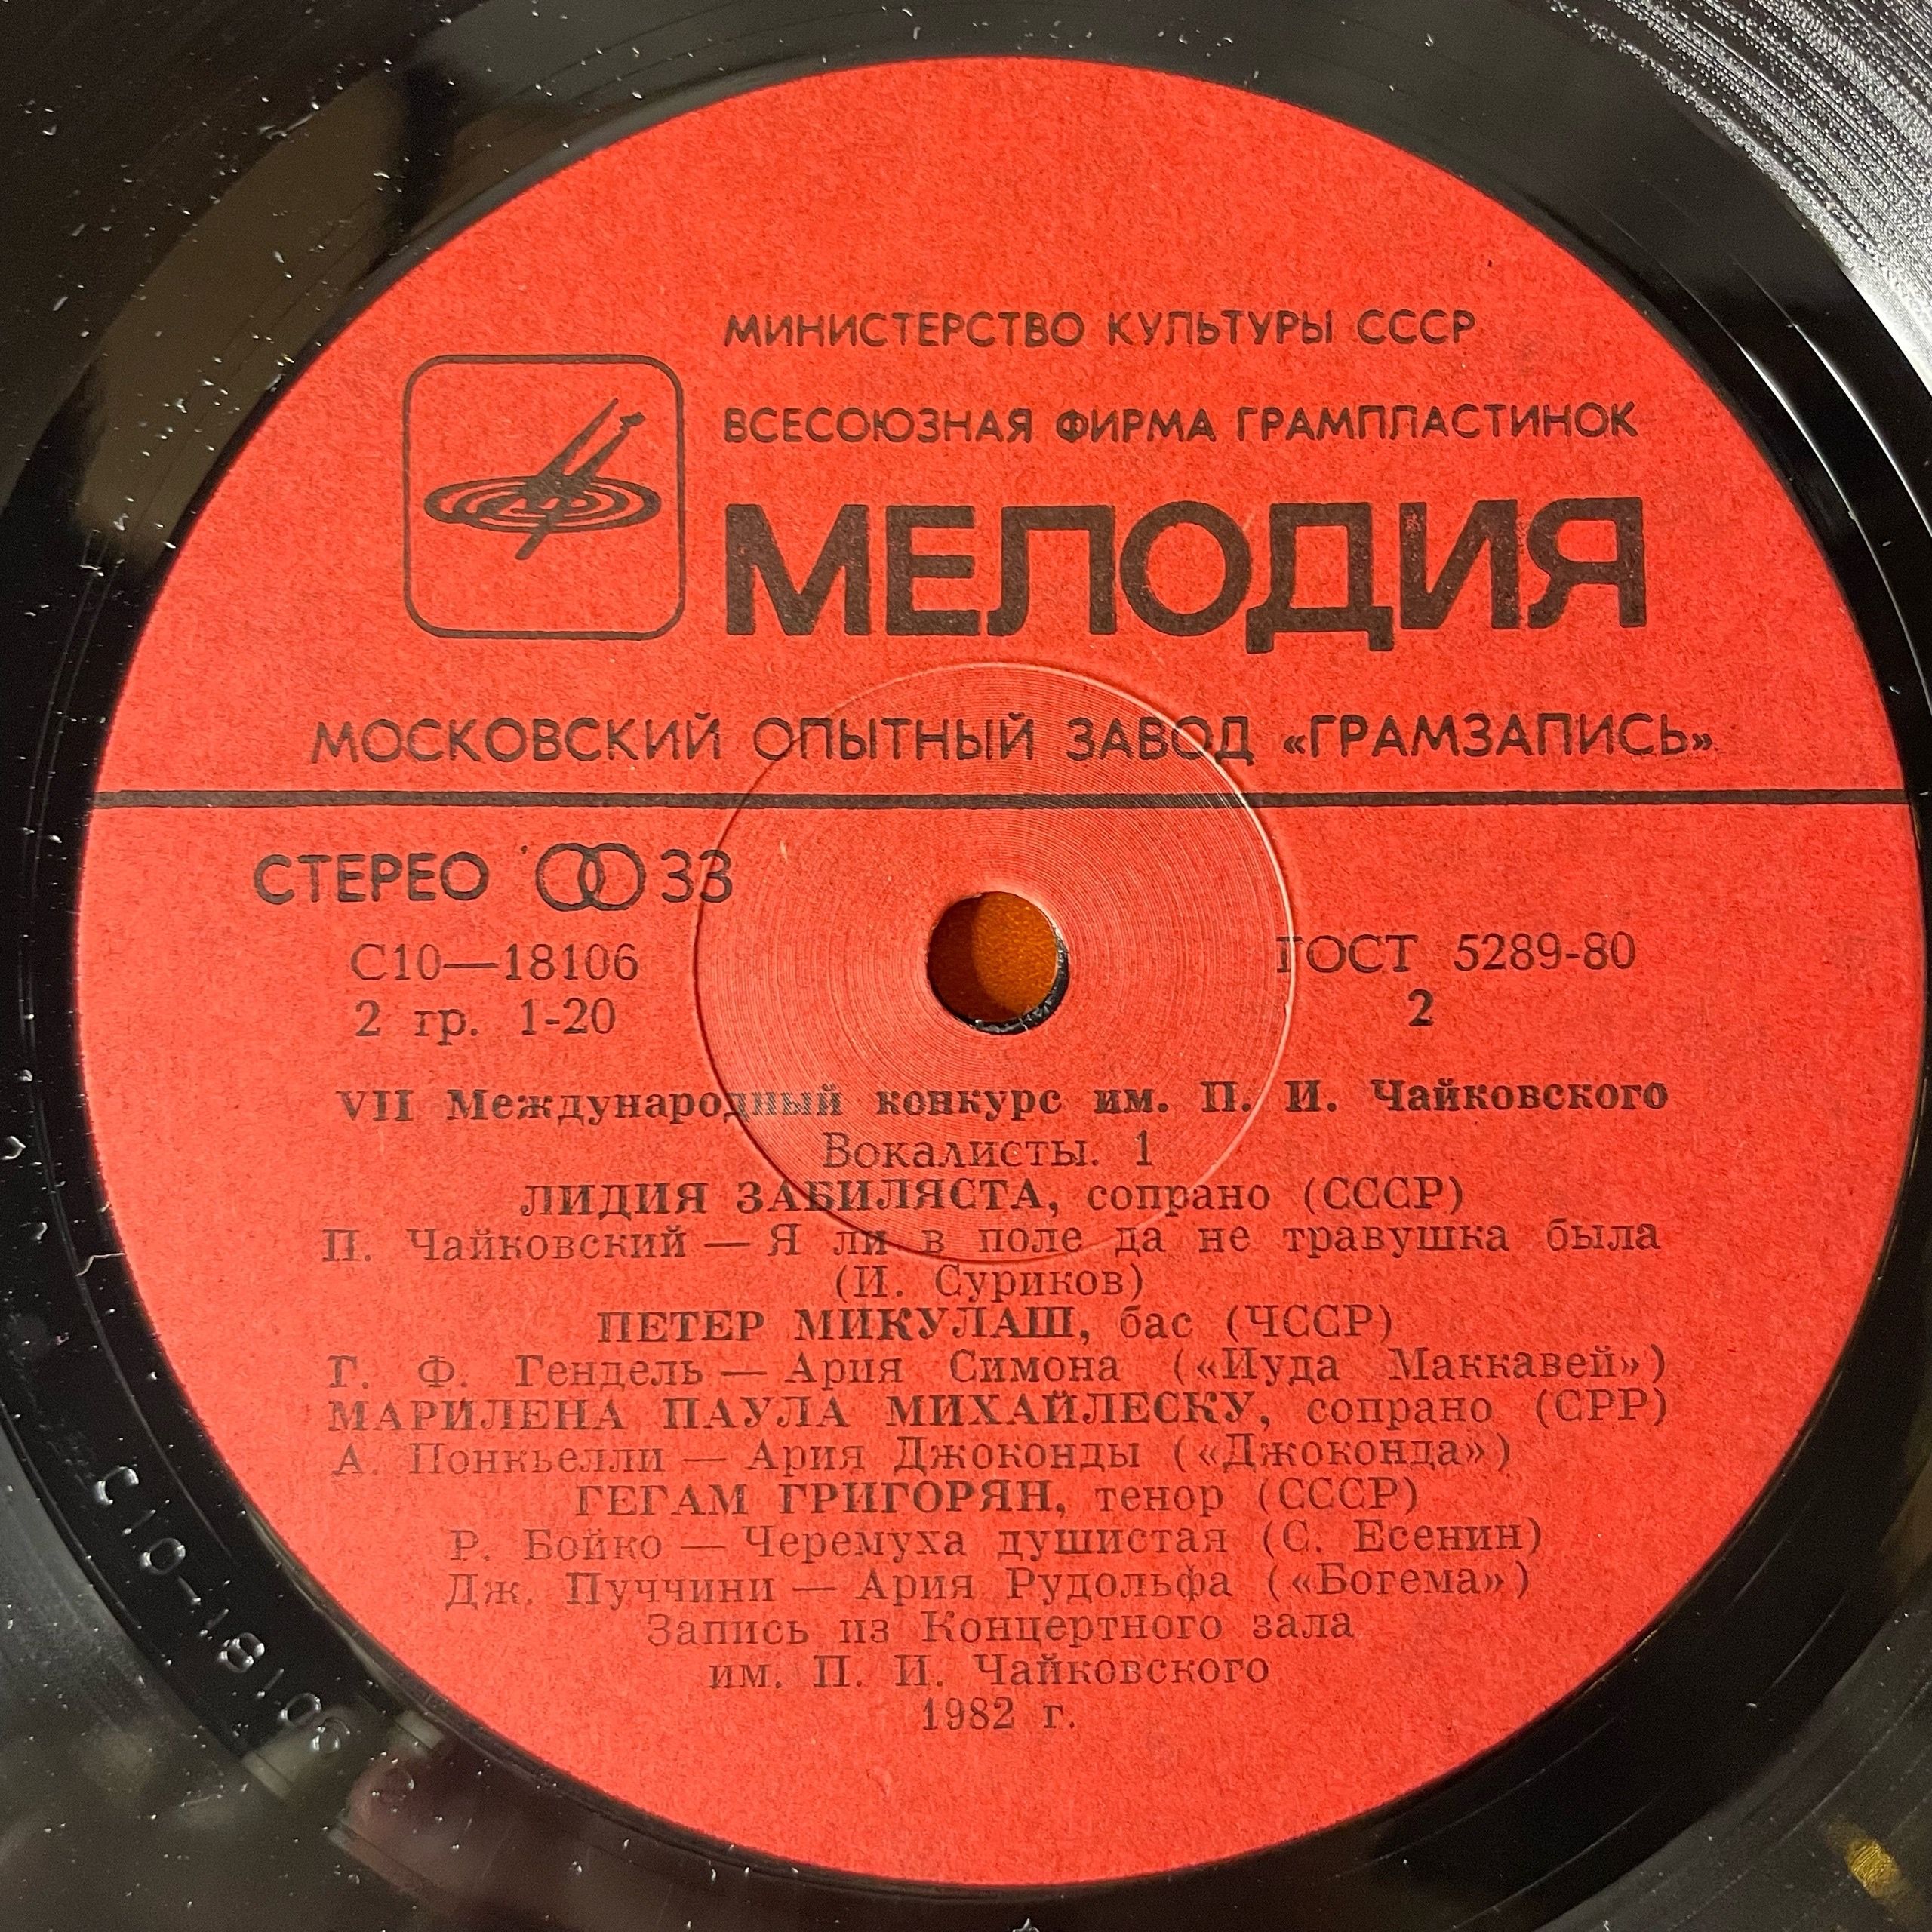 МИНИСТЕРСТВО КУЛЬТУРЫ СССР
ВСЕСОЮЗНАЯ ФИРМА ГРАМПЛАСТИНОК
МЕЛОДИЯ
МОСКОВСКИЙ ОПЫТНЫЙ ЗАВОД «ГРАМЗАПИСЬ»
СТЕРЕО 33
С10—18106
2 гр. 1-20
ГОСТ 5289-80
2
VII Международный конкурс им. П. И. Чайковского
Вокалисты. 1
ЛИДИЯ ЗАБИЛЯСТА, сопрано (СССР)
П. Чайковский — Я ли в поле да не травушка была
(И. Суриков)
ПЕТЕР МИКУЛАШ, бас (ЧССР)
Г. Ф. Гендель — Ария Симона («Иуда Маккавей»)
МАРИЛЕНА ПАУЛА МИХАЙЛЕСКУ, сопрано (СРР)
А. Понкьелли — Ария Джоконды («Джоконда»)
ГЕГАМ ГРИГОРЯН, тенор (СССР)
Р. Бойко — Черемуха душистая (С. Есенин)
Дж. Пуччини — Ария Рудольфа («Богема»)
Запись из Концертного зала
им. П. И. Чайковского
1982 г.
С10-18106